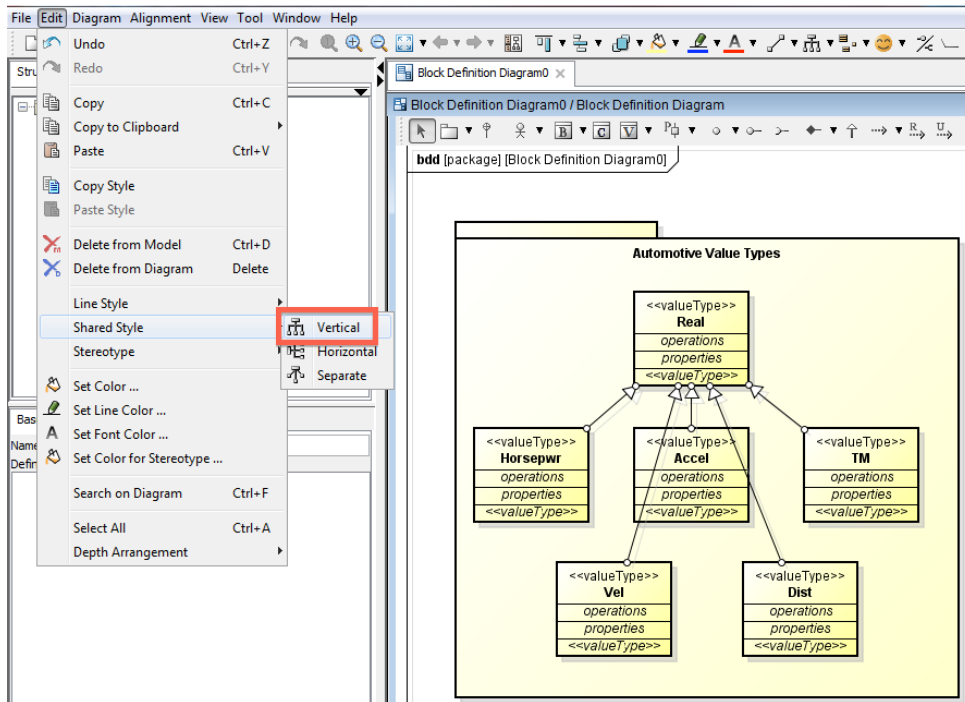 File Edit Diagram Alignment View Tool Window Help
Undo Ctrl+Z
Redo Ctrl+Y
Copy Ctrl+C
Copy to Clipboard
Paste Ctrl+V
Copy Style
Paste Style
Delete from Model Ctrl+D
Delete from Diagram Delete
Line Style
Shared Style
Stereotype
Set Color ...
Set Line Color ...
Set Font Color ...
Set Color for Stereotype ...
Search on Diagram Ctrl+F
Select All Ctrl+A
Depth Arrangement
Vertical
Horizontal
Separate
Stru
Bas
Name
Defin
Block Definition Diagram0
Block Definition Diagram0 / Block Definition Diagram
B C V P R U
bdd [package] [Block Definition Diagram0]
Automotive Value Types
<<valueType>>
Real
operations
properties
<<valueType>>
<<valueType>>
Horsepwr
operations
properties
<<valueType>>
<<valueType>>
Accel
operations
properties
<<valueType>>
<<valueType>>
TM
operations
properties
<<valueType>>
<<valueType>>
Vel
operations
properties
<<valueType>>
<<valueType>>
Dist
operations
properties
<<valueType>>